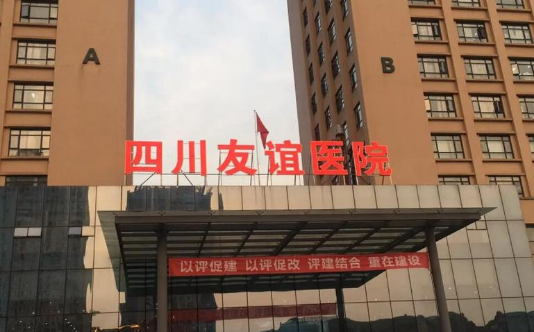 A
B
四川友谊医院
以评促建 以评促改 评建结合 重在建设